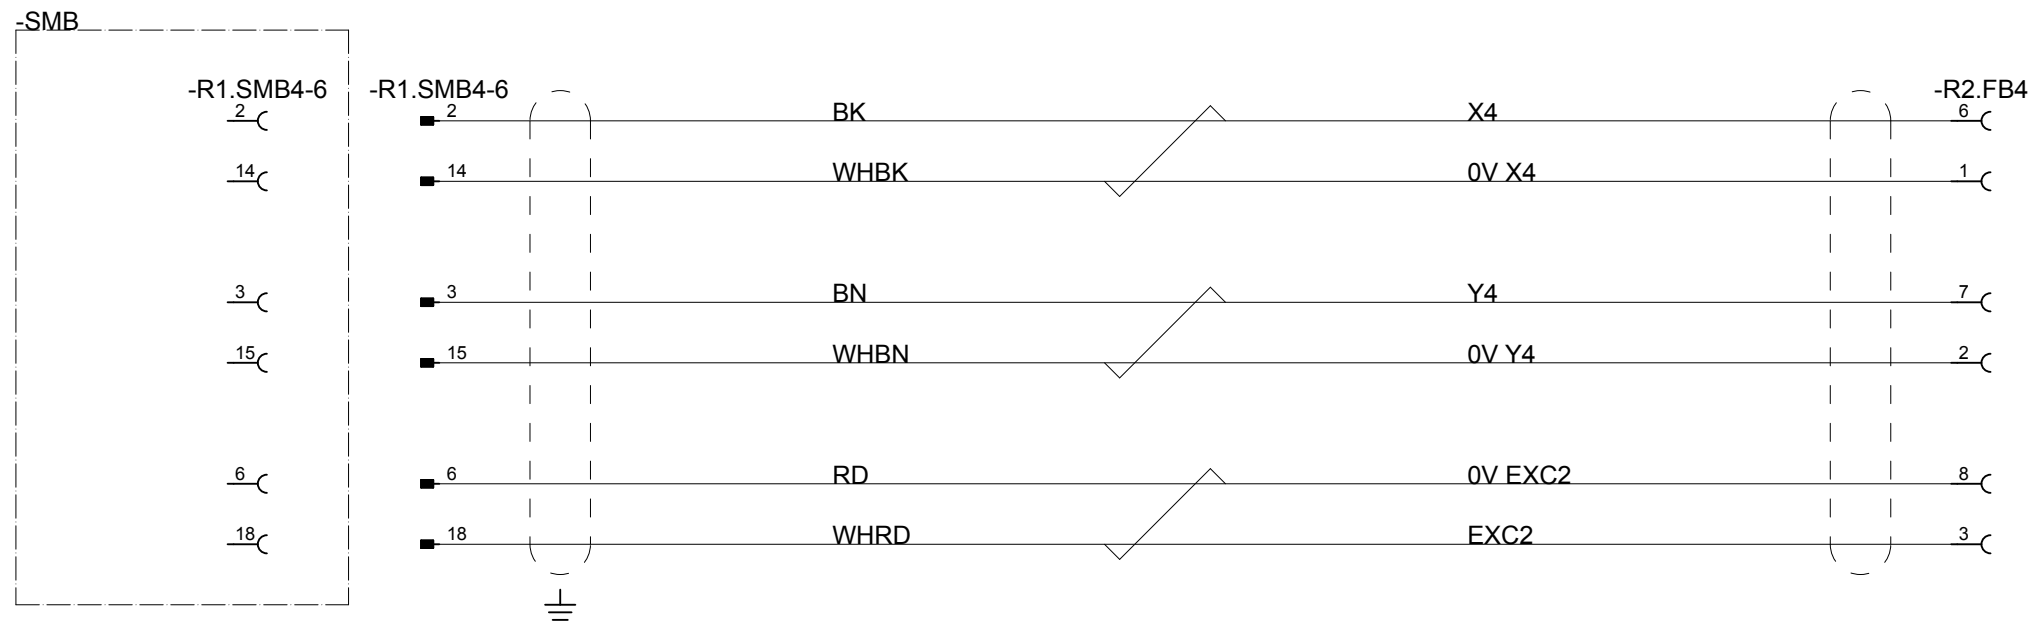 -SMB
-R1.SMB4-6 -R1.SMB4-6 -R2.FB4
2 2 BK X4 6
14 14 WHBK 0V X4 1
3 3 BN Y4 7
15 15 WHBN 0V Y4 2
6 6 RD 0V EXC2 8
18 18 WHRD EXC2 3